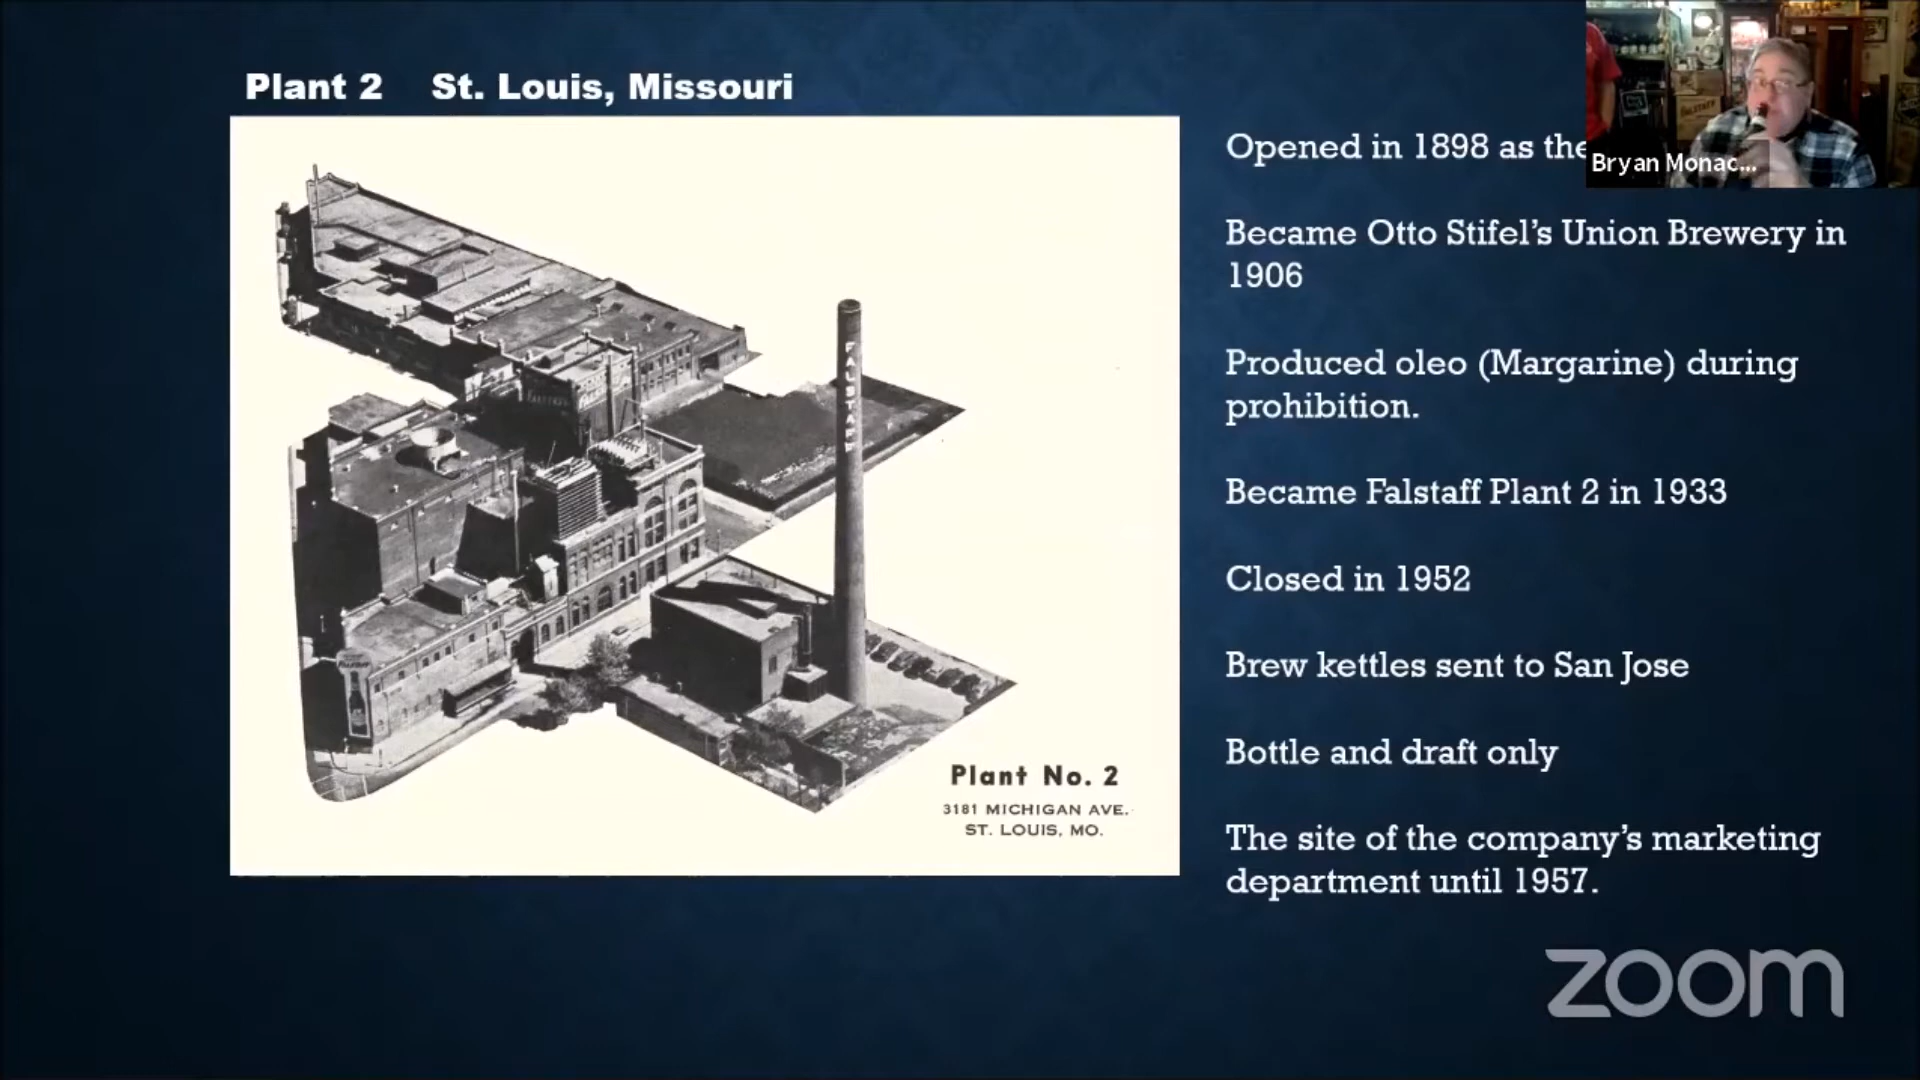 Plant 2 St. Louis, Missouri
Opened in 1898 as the
Bryan Monac...
Became Otto Stifel’s Union Brewery in
1906
Produced oleo (Margarine) during
prohibition.
Became Falstaff Plant 2 in 1933
Closed in 1952
Brew kettles sent to San Jose
Bottle and draft only
The site of the company’s marketing
department until 1957.
FALSTAFF
Plant No. 2
3181 MICHIGAN AVE.
ST. LOUIS, MO.
zoom